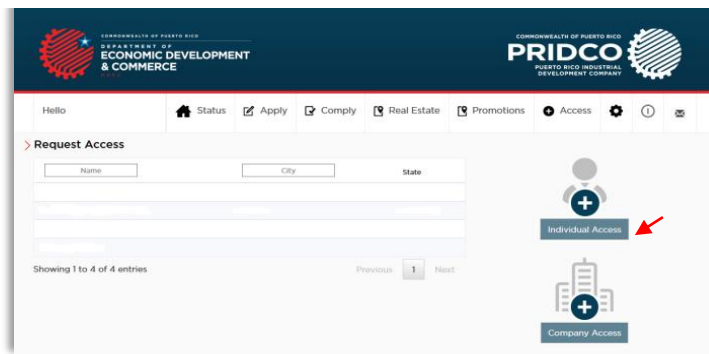 COMMONWEALTH OF PUERTO RICO
DEPARTMENT OF
ECONOMIC DEVELOPMENT
& COMMERCE
COMMONWEALTH OF PUERTO RICO
PRIDCO
PUERTO RICO INDUSTRIAL
DEVELOPMENT COMPANY
Hello Status Apply Comply Real Estate Promotions Access
Request Access
Name City State
Individual Access
Showing 1 to 4 of 4 entries Previous 1 Next
Company Access